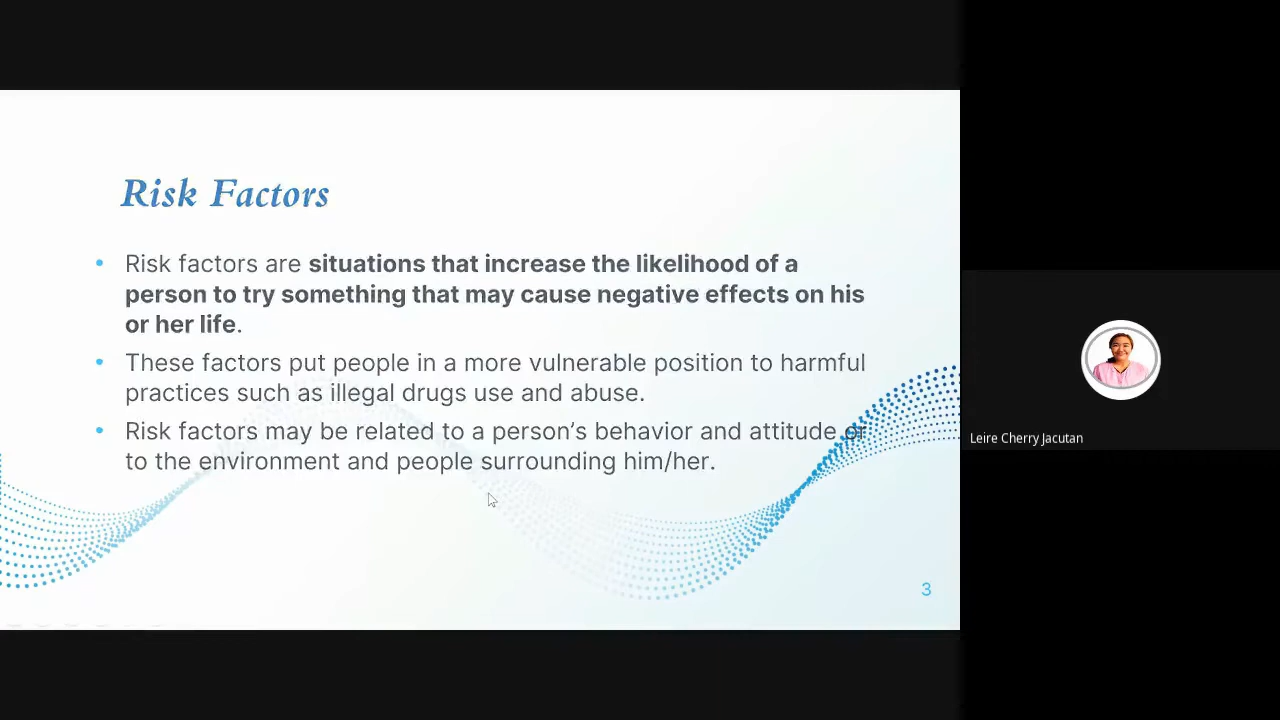 Risk Factors
• Risk factors are situations that increase the likelihood of a
person to try something that may cause negative effects on his
or her life.
• These factors put people in a more vulnerable position to harmful
practices such as illegal drugs use and abuse.
• Risk factors may be related to a person's behavior and attitude or
to the environment and people surrounding him/her.
3
Leire Cherry Jacutan